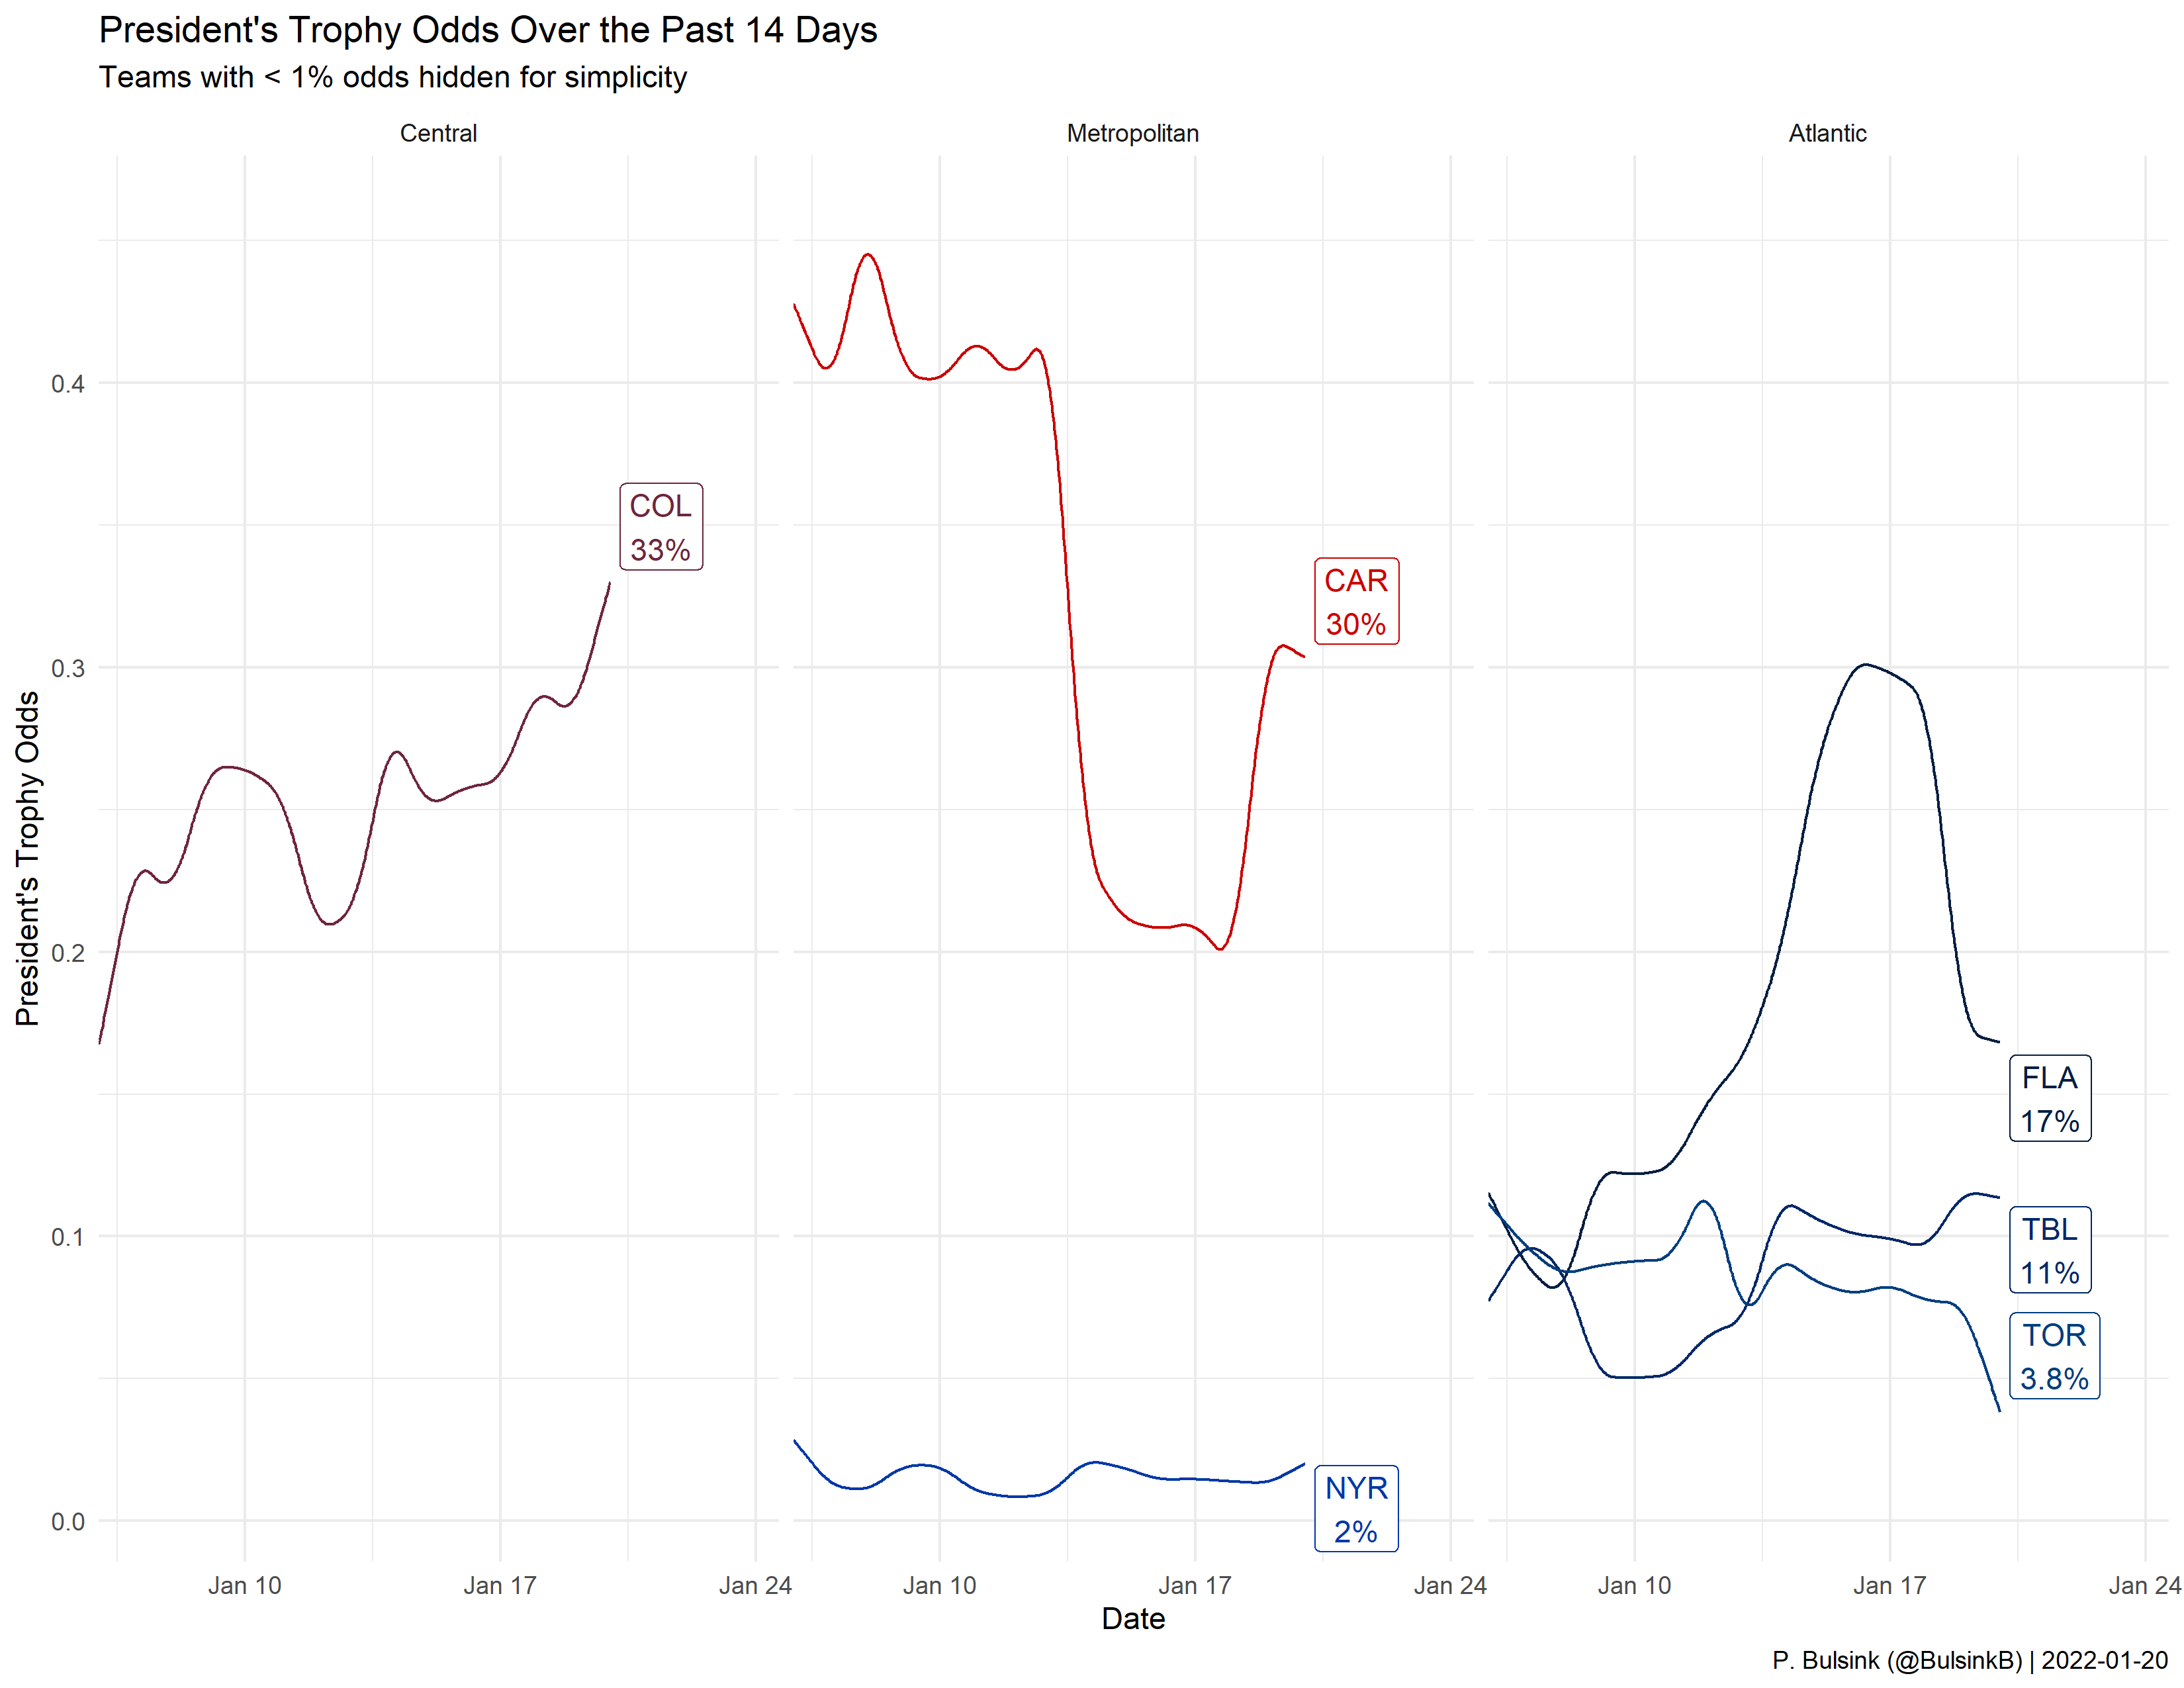 President's Trophy Odds Over the Past 14 Days
Teams with < 1% odds hidden for simplicity
Central
Metropolitan
Atlantic
President's Trophy Odds
0.4
0.3
0.2
0.1
0.0
COL
33%
CAR
30%
NYR
2%
FLA
17%
TBL
11%
TOR
3.8%
Jan 10
Jan 17
Jan 24
Jan 10
Jan 17
Jan 24
Jan 10
Jan 17
Jan 24
Date
P. Bulsink (@BulsinkB) | 2022-01-20